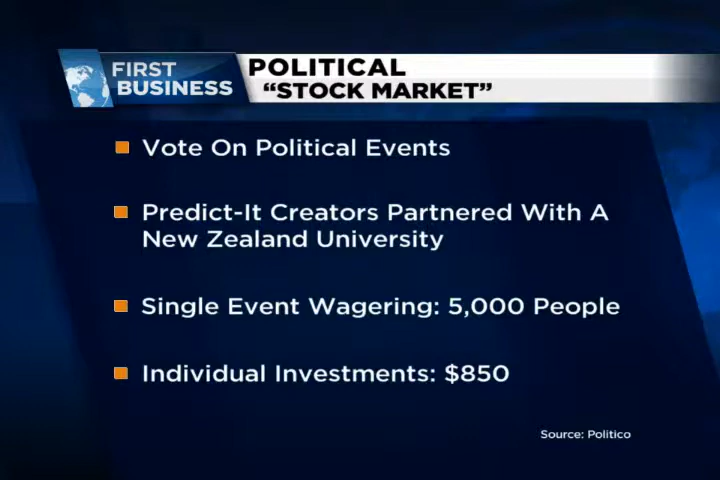 FIRST
BUSINESS
POLITICAL
“STOCK MARKET”
Vote On Political Events
Predict-It Creators Partnered With A
New Zealand University
Single Event Wagering: 5,000 People
Individual Investments: $850
Source: Politico